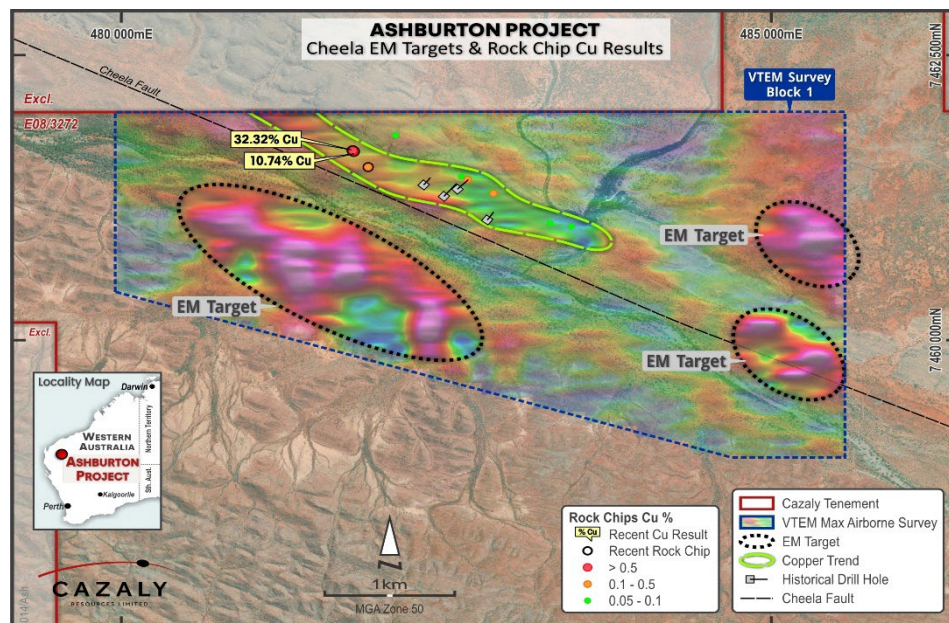 ASHBURTON PROJECT
Cheela EM Targets & Rock Chip Cu Results
480 000mE
485 000mE
7 462 500mN
Cheela Fault
VTEM Survey
Block 1
Excl.
E08/3272
32.32% Cu
10.74% Cu
EM Target
EM Target
EM Target
7 460 000mN
Excl.
Locality Map
Darwin
WESTERN
AUSTRALIA
Northern Territory
ASHBURTON
PROJECT
Sth. Aust.
Kalgoorlie
Perth
CAZALY
RESOURCES LIMITED
N
1km
MGA Zone 50
Rock Chips Cu %
% Cu Recent Cu Result
Recent Rock Chip
> 0.5
0.1 - 0.5
0.05 - 0.1
Cazaly Tenement
VTEM Max Airborne Survey
EM Target
Copper Trend
Historical Drill Hole
Cheela Fault